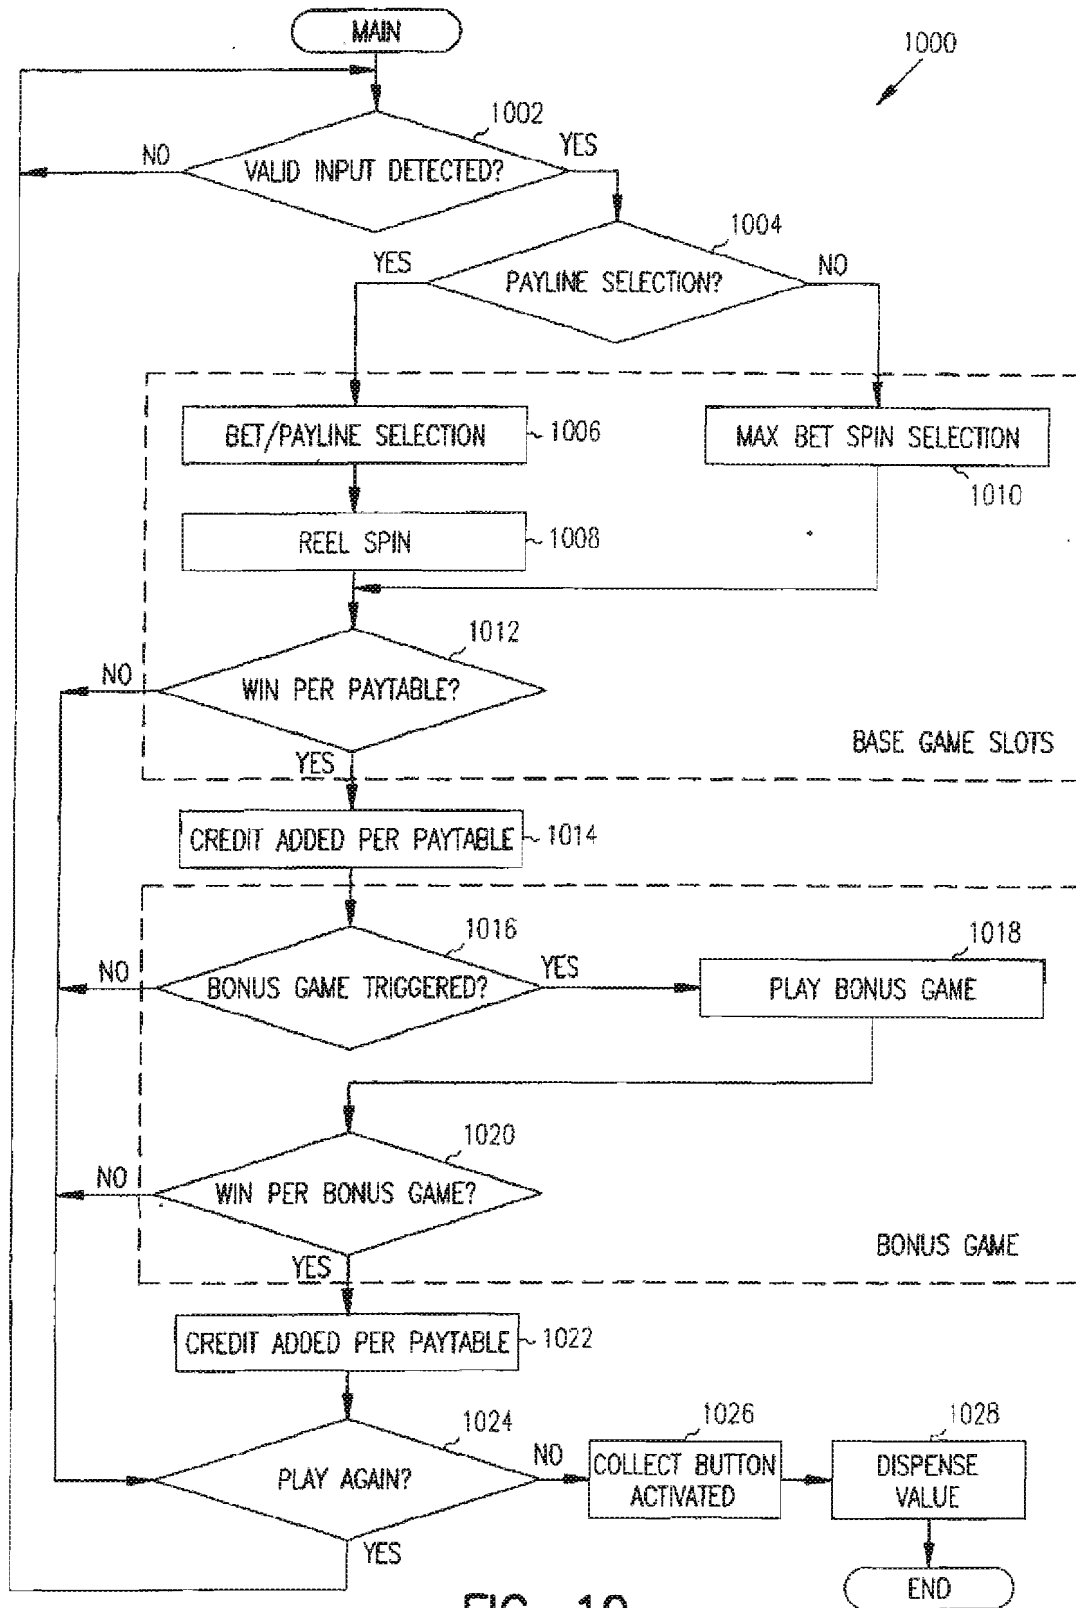 MAIN
1000
1002
VALID INPUT DETECTED?
NO
YES
1004
PAYLINE SELECTION?
YES
NO
BET/PAYLINE SELECTION
1006
MAX BET SPIN SELECTION
1010
REEL SPIN
1008
1012
WIN PER PAYTABLE?
NO
YES
BASE GAME SLOTS
CREDIT ADDED PER PAYTABLE
1014
1016
BONUS GAME TRIGGERED?
NO
YES
1018
PLAY BONUS GAME
1020
WIN PER BONUS GAME?
NO
YES
BONUS GAME
CREDIT ADDED PER PAYTABLE
1022
1024
PLAY AGAIN?
NO
YES
1026
COLLECT BUTTON
ACTIVATED
1028
DISPENSE
VALUE
END